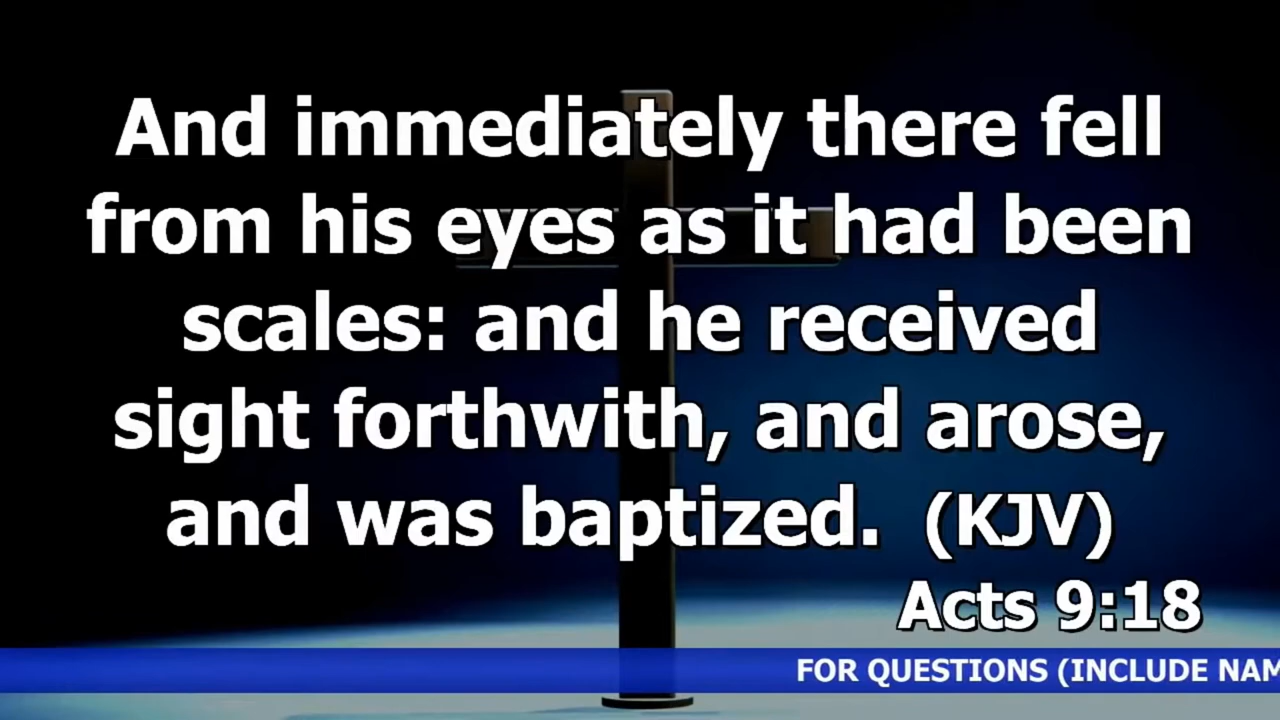 And immediately there fell
from his eyes as it had been
scales: and he received
sight forthwith, and arose,
and was baptized. (KJV)
Acts 9:18
FOR QUESTIONS (INCLUDE